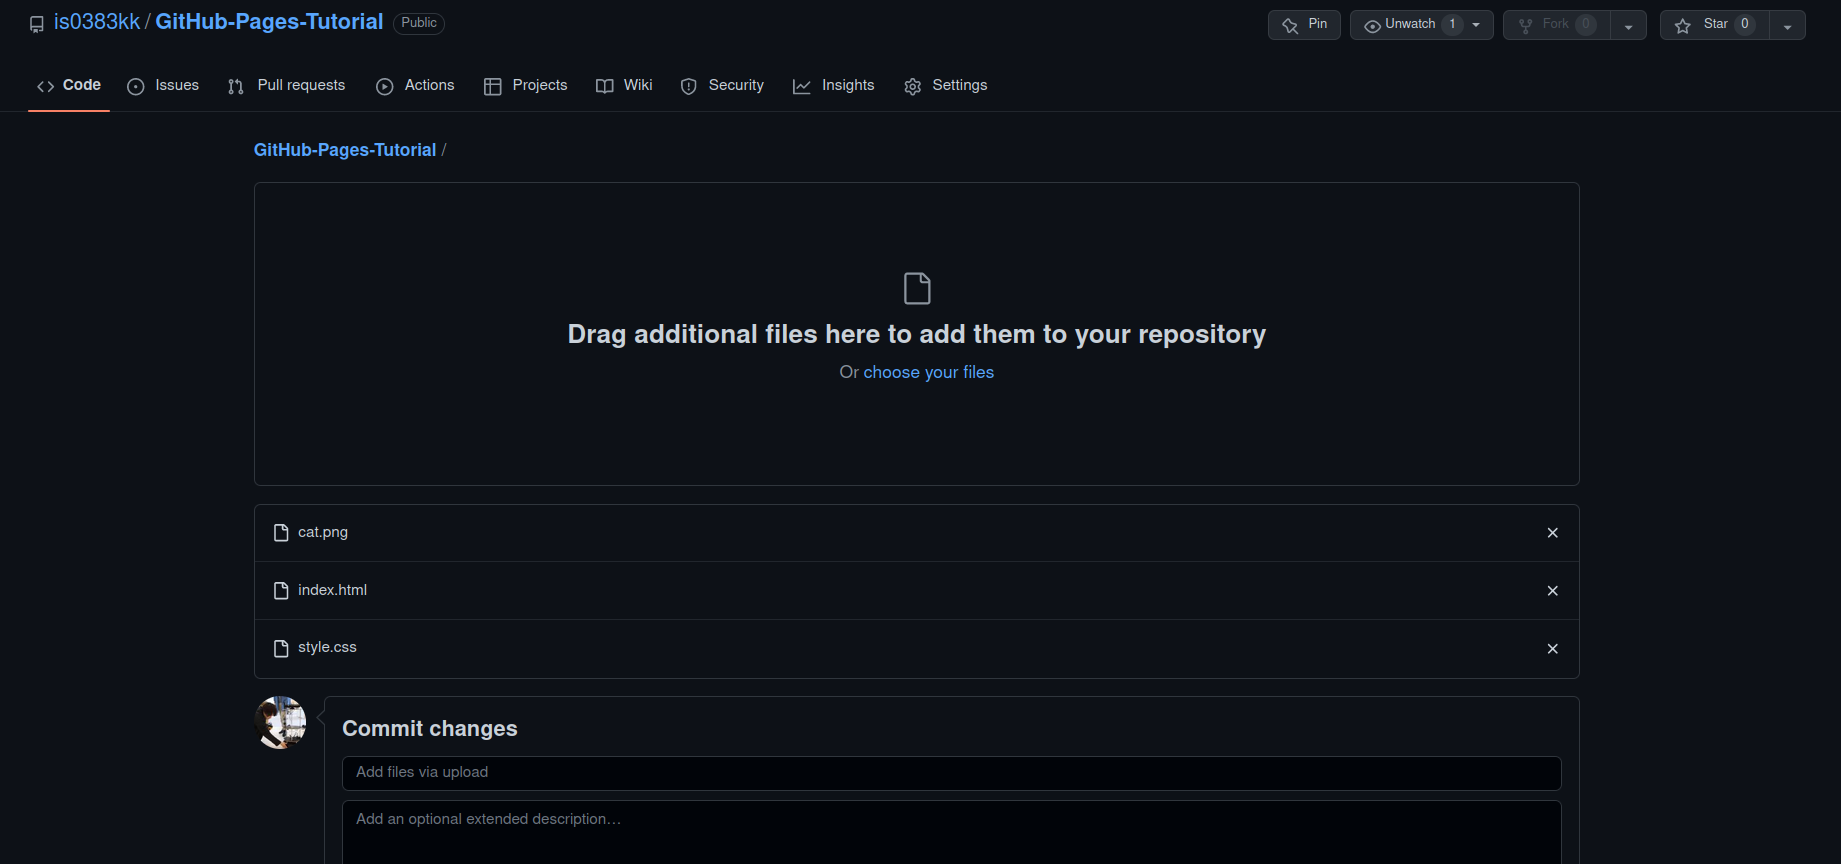 is0383kk / GitHub-Pages-Tutorial Public Pin Unwatch 1 Fork 0 Star 0
Code Issues Pull requests Actions Projects Wiki Security Insights Settings
GitHub-Pages-Tutorial /
Drag additional files here to add them to your repository
Or choose your files
cat.png
index.html
style.css
Commit changes
Add files via upload
Add an optional extended description…